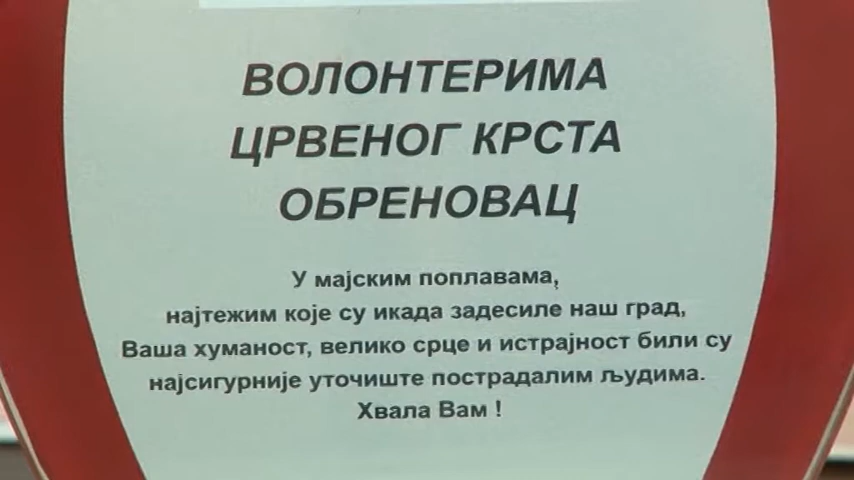 ВОЛОНТЕРИМА
ЦРВЕНОГ КРСТА
ОБРЕНОВАЦ
У мајским поплавама,
најтежим које су икада задесиле наш град,
Ваша хуманост, велико срце и истрајност били су
најсигурније уточиште пострадалим људима.
Хвала Вам !